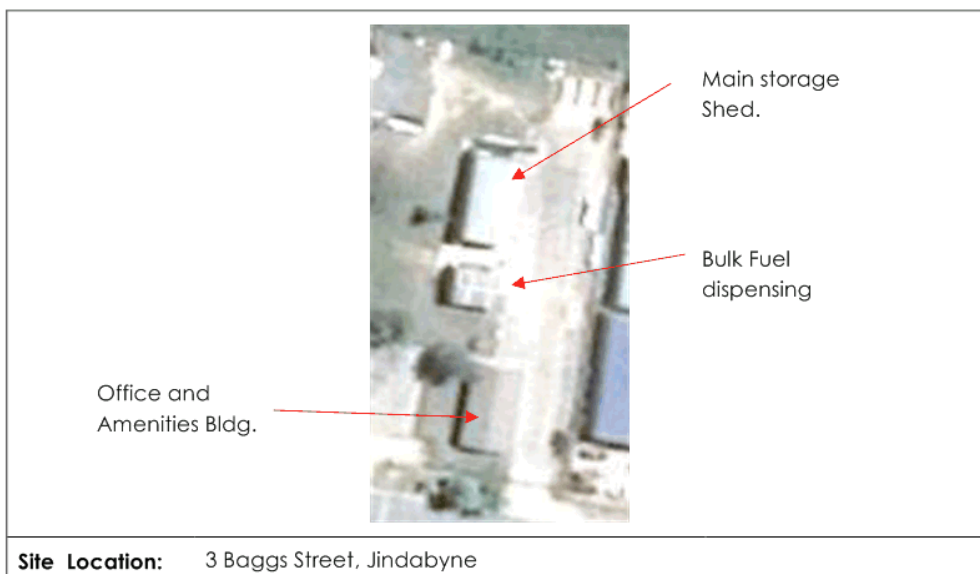 Main storage
Shed.
Bulk Fuel
dispensing
Office and
Amenities Bldg.
Site Location: 3 Baggs Street, Jindabyne